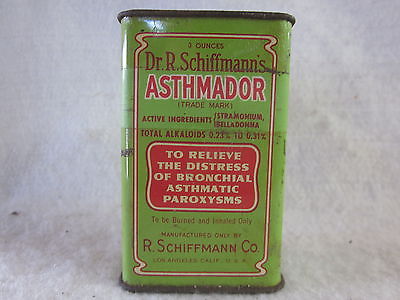 3 OUNCES
Dr. R. Schiffmann's
ASTHMADOR
(TRADE MARK)
ACTIVE INGREDIENTS { STRAMONIUM,
BELLADONNA
TOTAL ALKALOIDS 0.23% TO 0.31%
TO RELIEVE
THE DISTRESS
OF BRONCHIAL
ASTHMATIC
PAROXYSMS
To be Burned and Inhaled Only
MANUFACTURED ONLY BY
R. SCHIFFMANN CO.
LOS ANGELES CALIF., U.S.A.